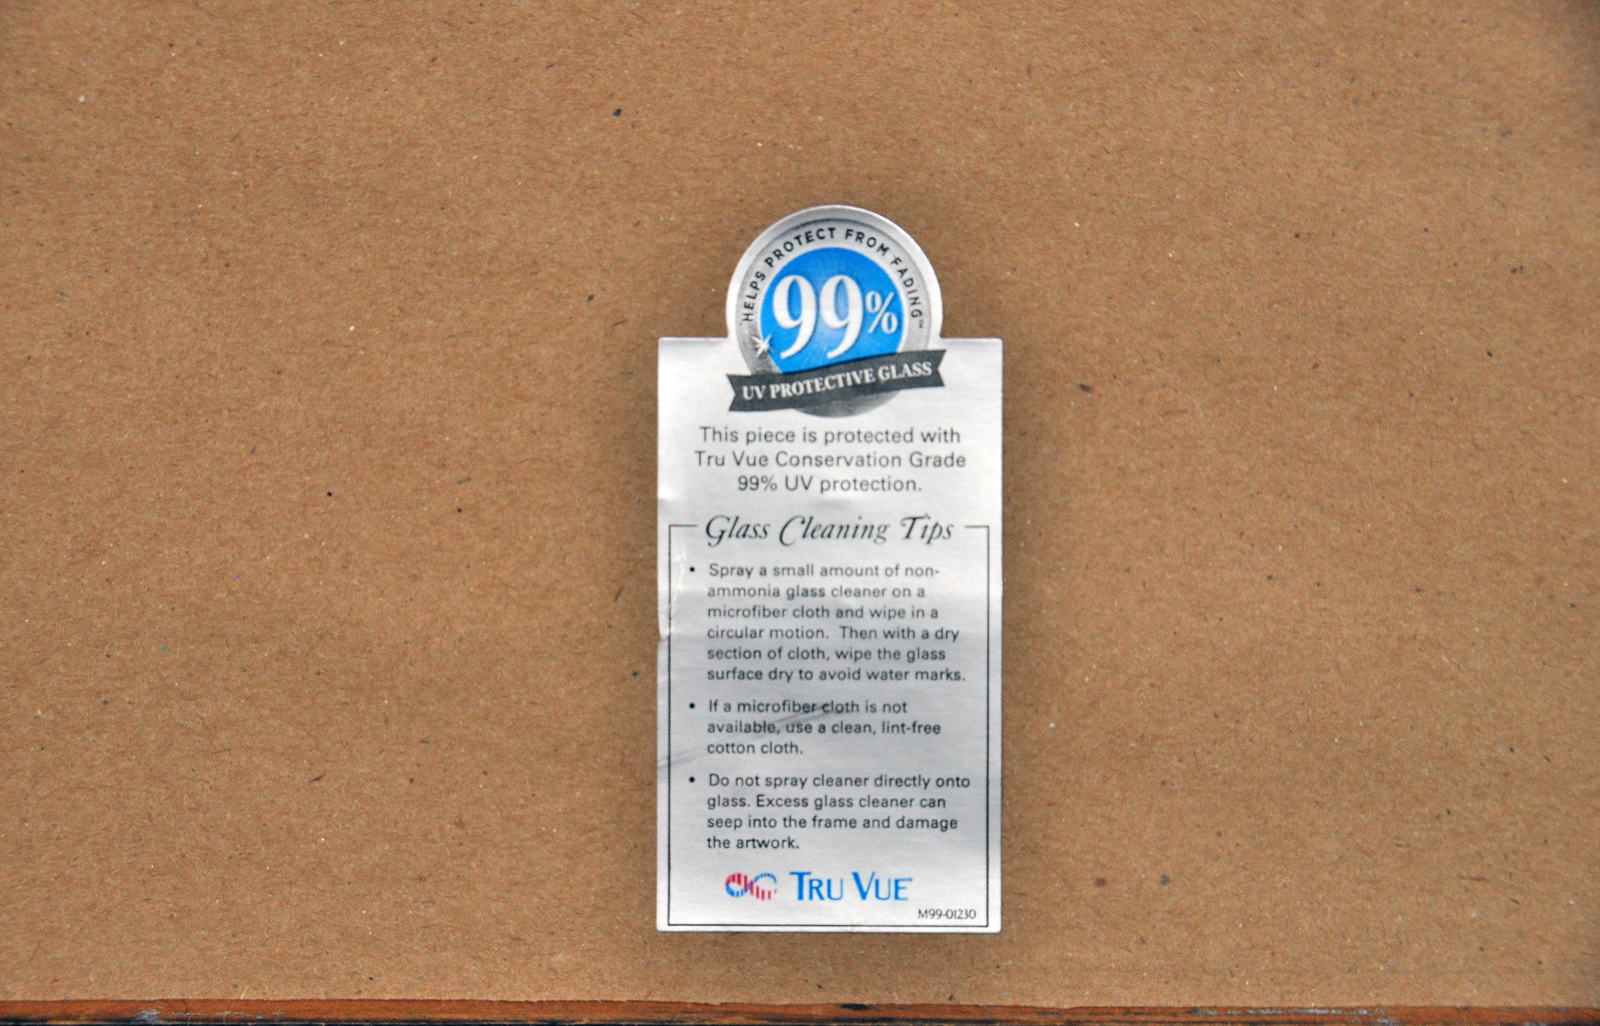 HELPS PROTECT FROM FADING™
99%
UV PROTECTIVE GLASS
This piece is protected with
Tru Vue Conservation Grade
99% UV protection.
Glass Cleaning Tips
• Spray a small amount of non-
ammonia glass cleaner on a
microfiber cloth and wipe in a
circular motion.  Then with a dry
section of cloth, wipe the glass
surface dry to avoid water marks.
• If a microfiber cloth is not
available, use a clean, lint-free
cotton cloth.
• Do not spray cleaner directly onto
glass. Excess glass cleaner can
seep into the frame and damage
the artwork.
TRU VUE
M99-01230